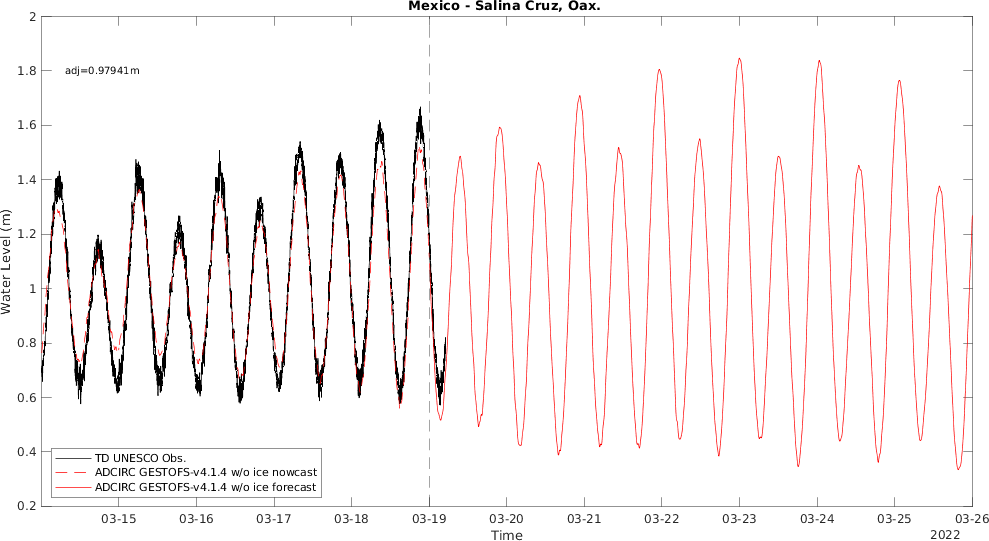 Mexico - Salina Cruz, Oax.
2
1.8
1.6
1.4
1.2
1
0.8
0.6
0.4
0.2
Water Level (m)
adj=0.97941m
TD UNESCO Obs.
ADCIRC GESTOFS-v4.1.4 w/o ice nowcast
ADCIRC GESTOFS-v4.1.4 w/o ice forecast
03-15 03-16 03-17 03-18 03-19 03-20 03-21 03-22 03-23 03-24 03-25 03-26
Time
2022